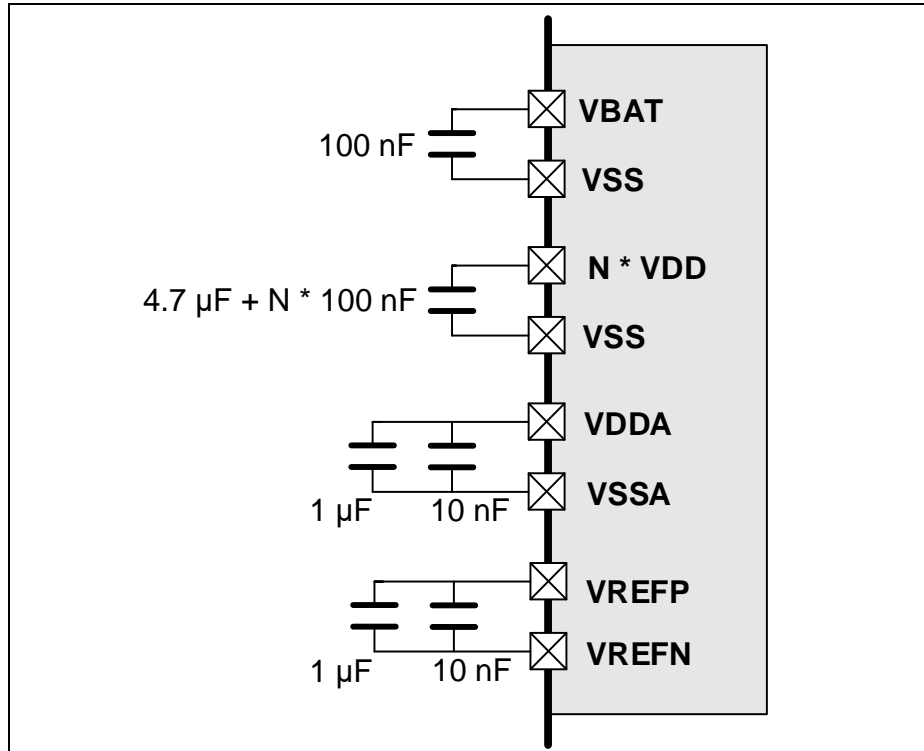 VBAT
100 nF
VSS
N * VDD
4.7 µF + N * 100 nF
VSS
VDDA
VSSA
1 µF 10 nF
VREFP
VREFN
1 µF 10 nF